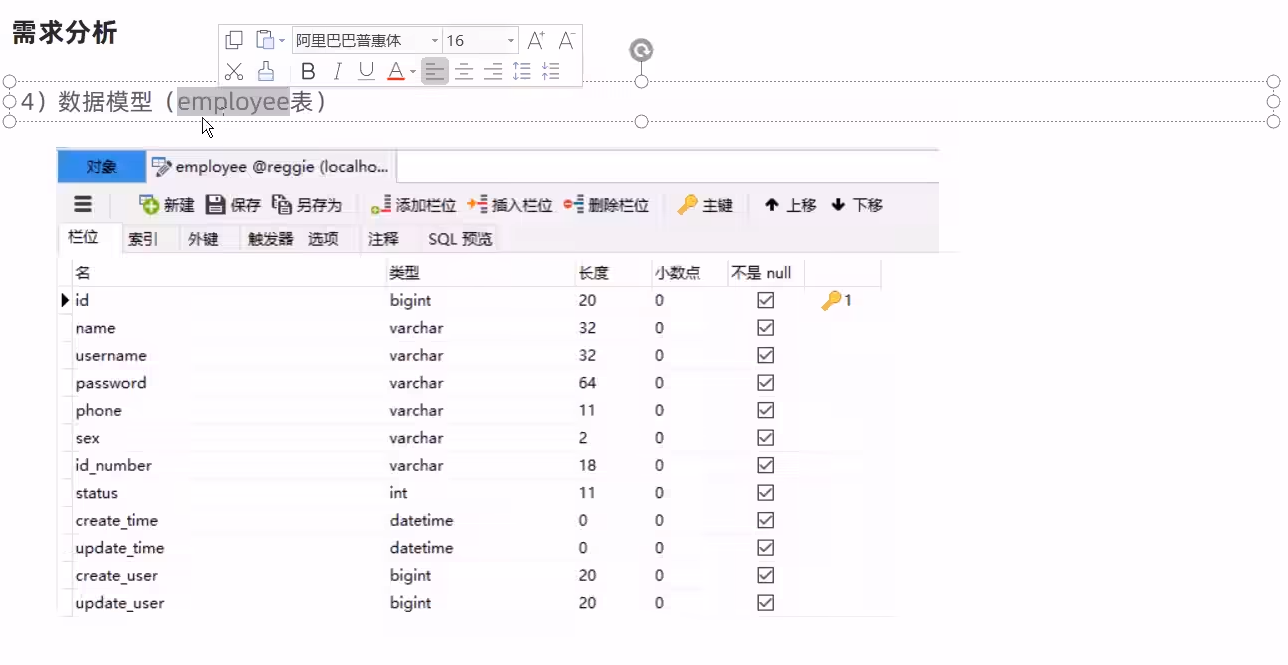 需求分析
阿里巴巴普惠体 16 A+ A-
B I U A
4）数据模型（employee表）
对象 employee @reggie (localho...
新建 保存 另存为 添加栏位 插入栏位 删除栏位 主键 上移 下移
栏位 索引 外键 触发器 选项 注释 SQL 预览
名 类型 长度 小数点 不是 null
id bigint 20 0 1
name varchar 32 0
username varchar 32 0
password varchar 64 0
phone varchar 11 0
sex varchar 2 0
id_number varchar 18 0
status int 11 0
create_time datetime 0 0
update_time datetime 0 0
create_user bigint 20 0
update_user bigint 20 0